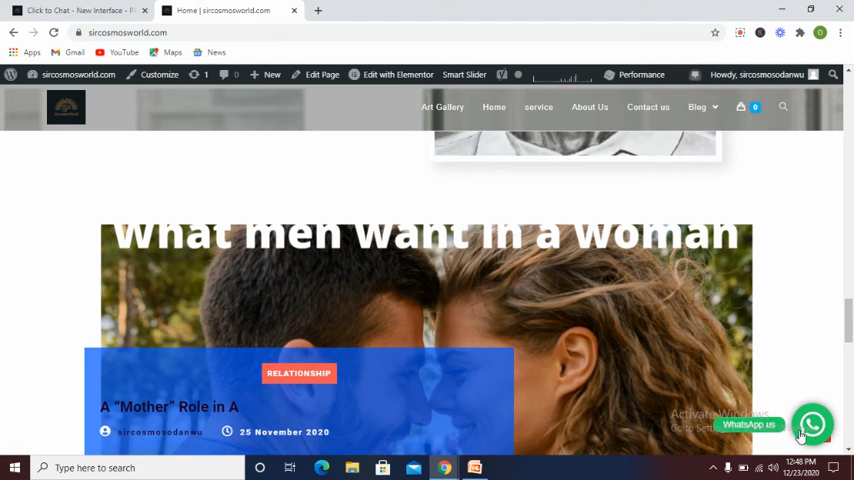 Click to Chat - New Interface - Pl
Home | sircosmosworld.com
sircosmosworld.com
Apps
Gmail
YouTube
Maps
News
sircosmosworld.com
Customize
1
0
New
Edit Page
Edit with Elementor
Smart Slider
Performance
Howdy, sircosmosodanwu
Art Gallery
Home
service
About Us
Contact us
Blog
0
What men want in a woman
RELATIONSHIP
A “Mother” Role in A
sircosmosodanwu
25 November 2020
Activate Windows
WhatsApp us
Type here to search
12:48 PM
12/23/2020